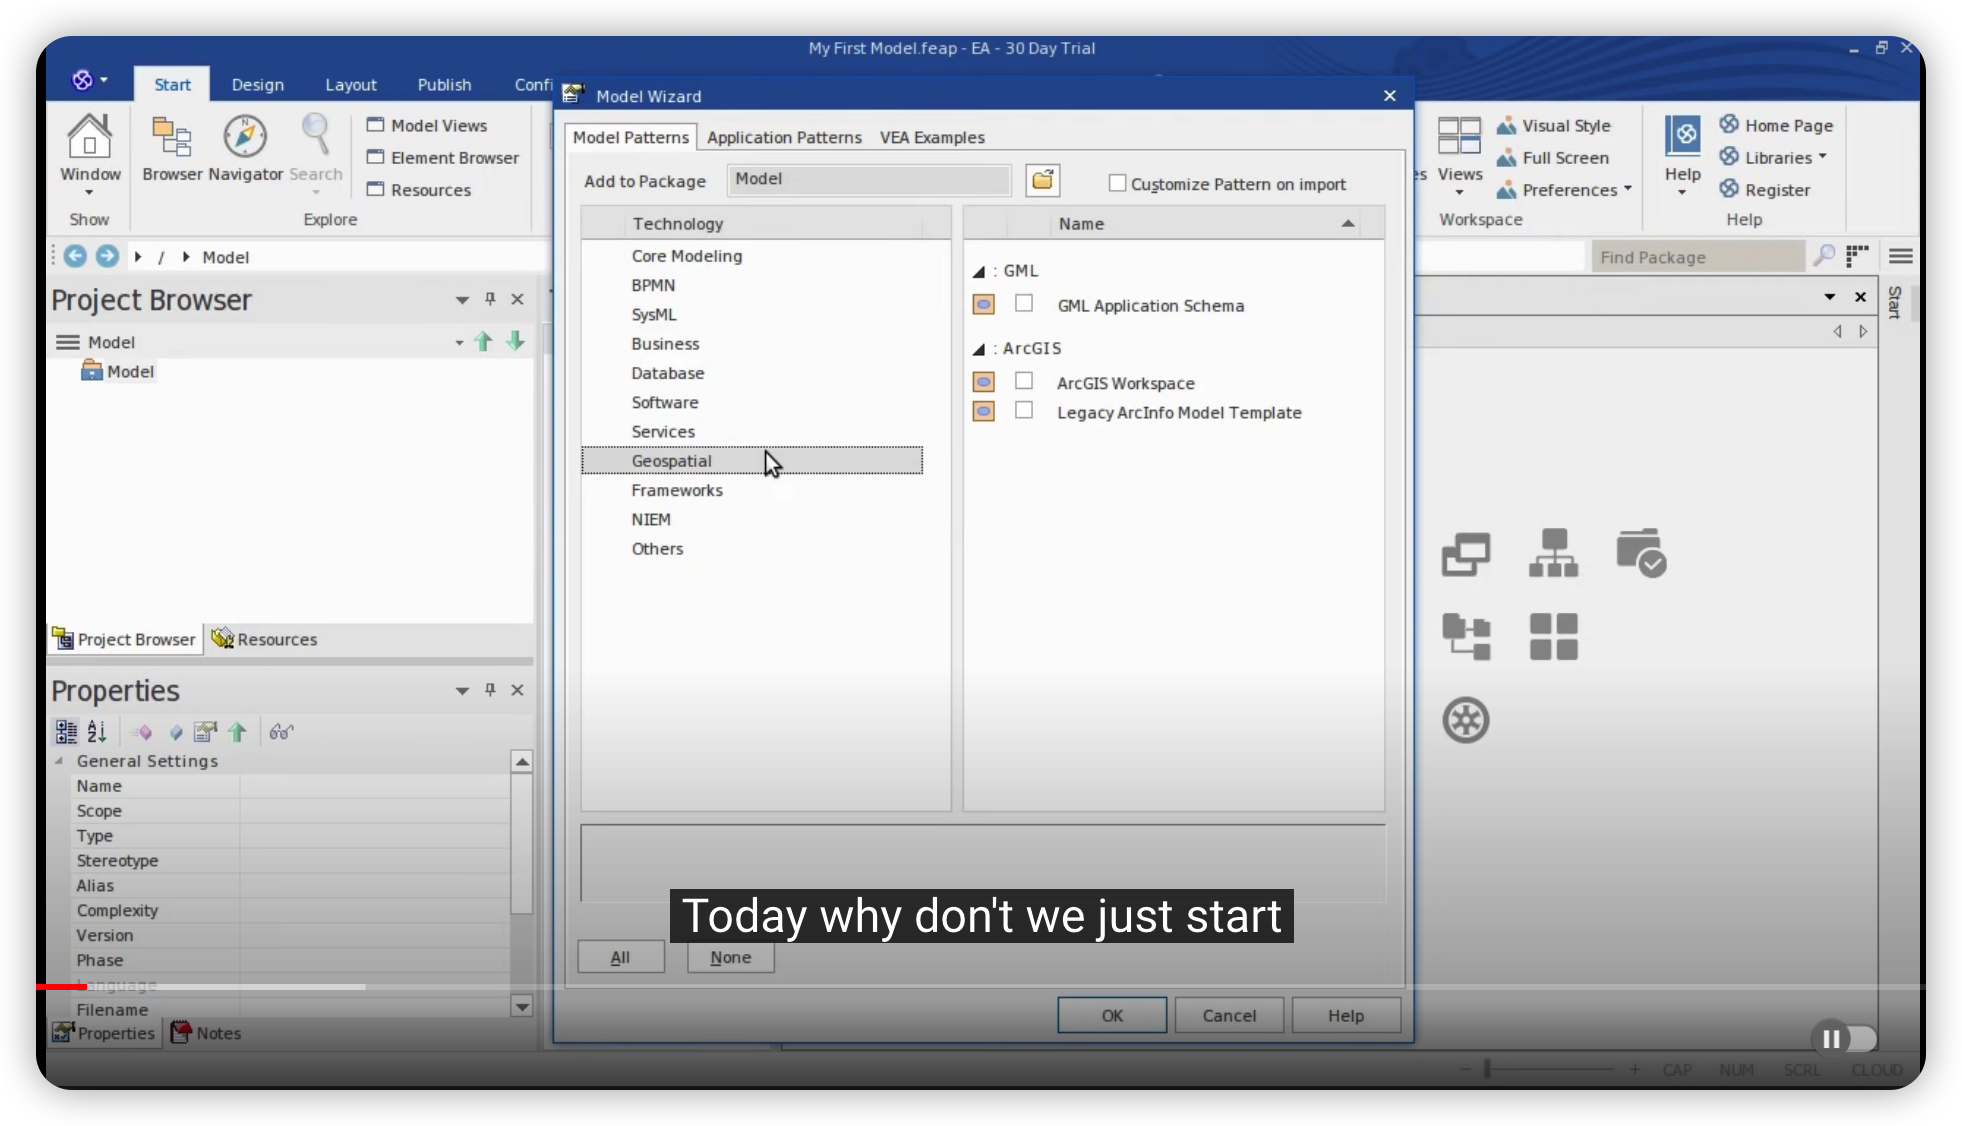 My First Model.feap - EA - 30 Day Trial
Start Design Layout Publish Confi
Window
Show
Browser Navigator Search
Model Views
Element Browser
Resources
Explore
Views
Visual Style
Full Screen
Preferences
Workspace
Help
Home Page
Libraries
Register
Help
/ Model
Find Package
Project Browser
Model
Model
Project Browser Resources
Properties
General Settings
Name
Scope
Type
Stereotype
Alias
Complexity
Version
Phase
Language
Filename
Properties Notes
Model Wizard
Model Patterns Application Patterns VEA Examples
Add to Package Model Customize Pattern on import
Technology
Core Modeling
BPMN
SysML
Business
Database
Software
Services
Geospatial
Frameworks
NIEM
Others
Name
: GML
GML Application Schema
: ArcGIS
ArcGIS Workspace
Legacy ArcInfo Model Template
Today why don't we just start
All None
OK Cancel Help
Start
CAP NUM SCRL CLOUD